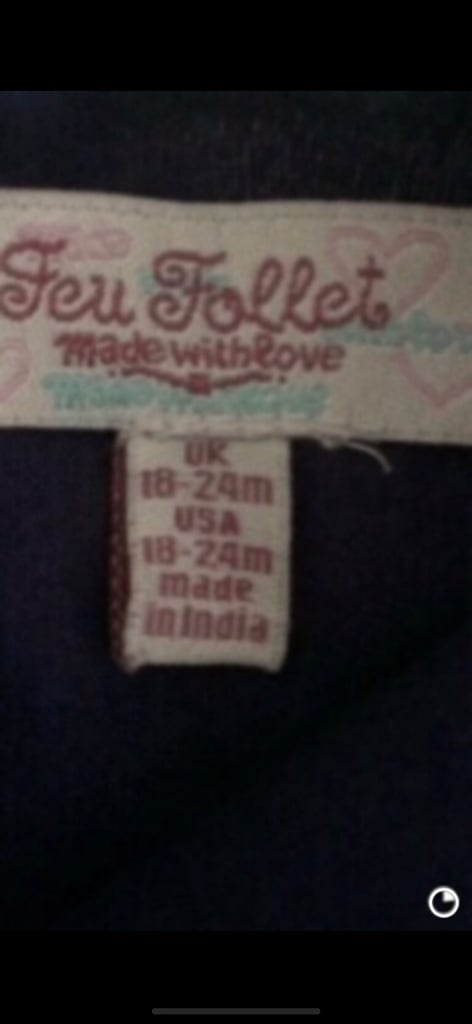 Feu Follet
made with love
UK
18-24m
USA
18-24m
made
in India